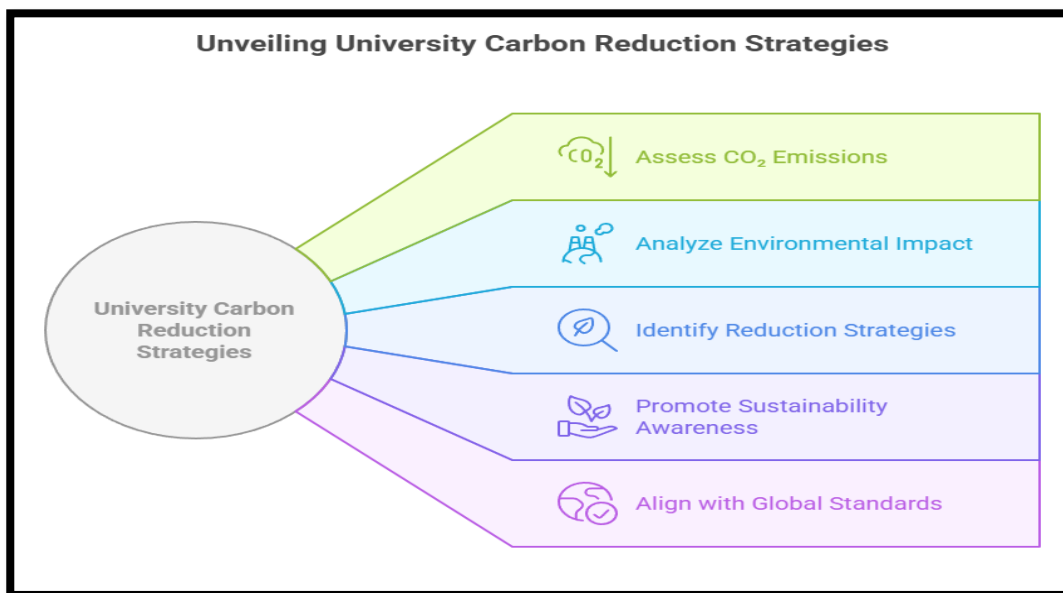 Unveiling University Carbon Reduction Strategies
University Carbon
Reduction
Strategies
CO₂
Assess CO₂ Emissions
Analyze Environmental Impact
Identify Reduction Strategies
Promote Sustainability
Awareness
Align with Global Standards